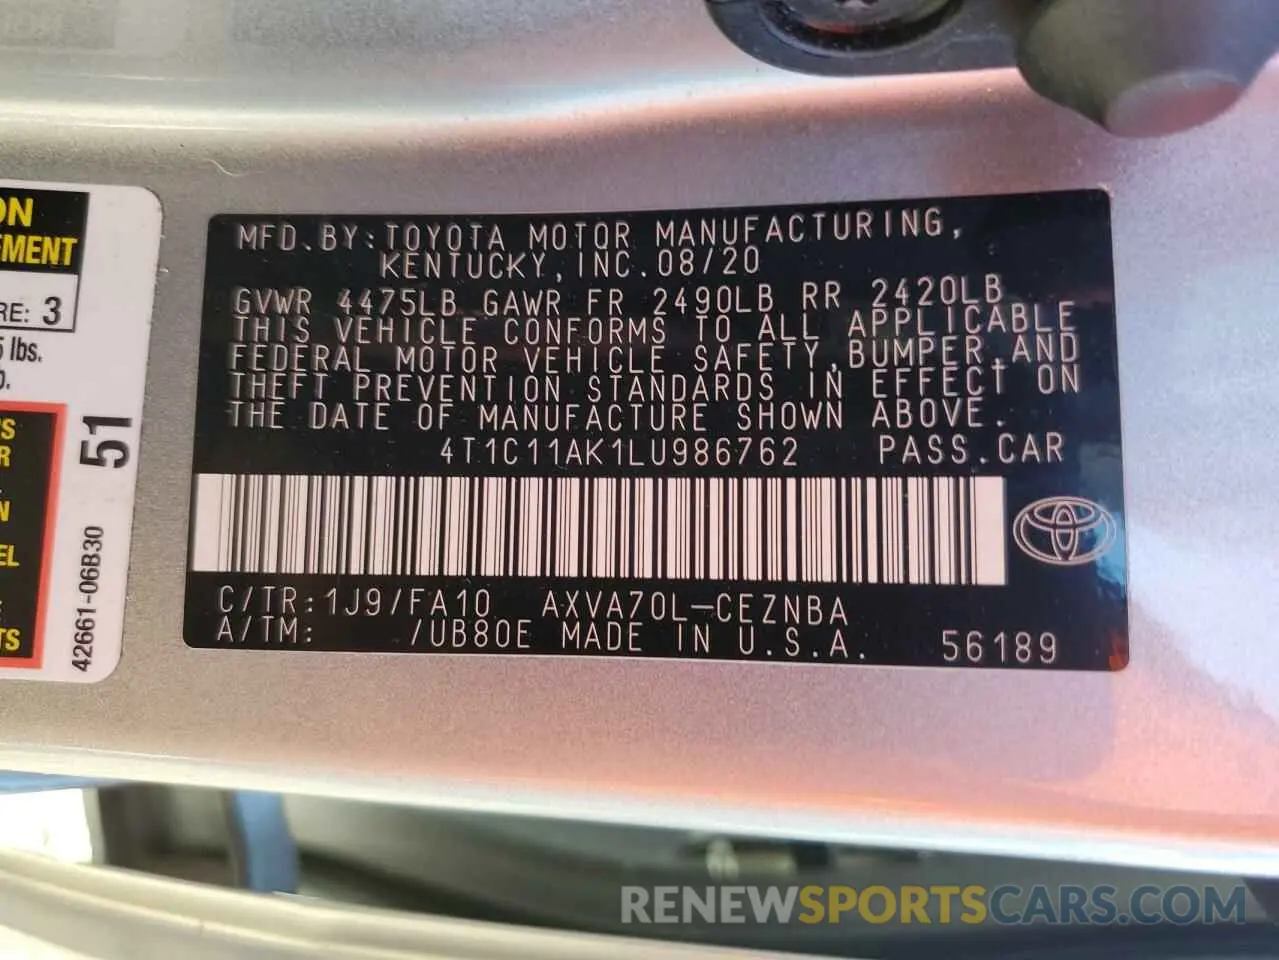 ON
EMENT
RE: 3
5 lbs.
51
42661-06B30
MFD.BY:TOYOTA MOTOR MANUFACTURING,
KENTUCKY,INC.08/20
GVWR 4475LB GAWR FR 2490LB RR 2420LB
THIS VEHICLE CONFORMS TO ALL APPLICABLE
FEDERAL MOTOR VEHICLE SAFETY,BUMPER,AND
THEFT PREVENTION STANDARDS IN EFFECT ON
THE DATE OF MANUFACTURE SHOWN ABOVE.
4T1C11AK1LU986762 PASS.CAR
C/TR:1J9/FA10 AXVA70L-CEZNBA
A/TM: /UB80E MADE IN U.S.A. 56189
RENEWSPORTSCARS.COM